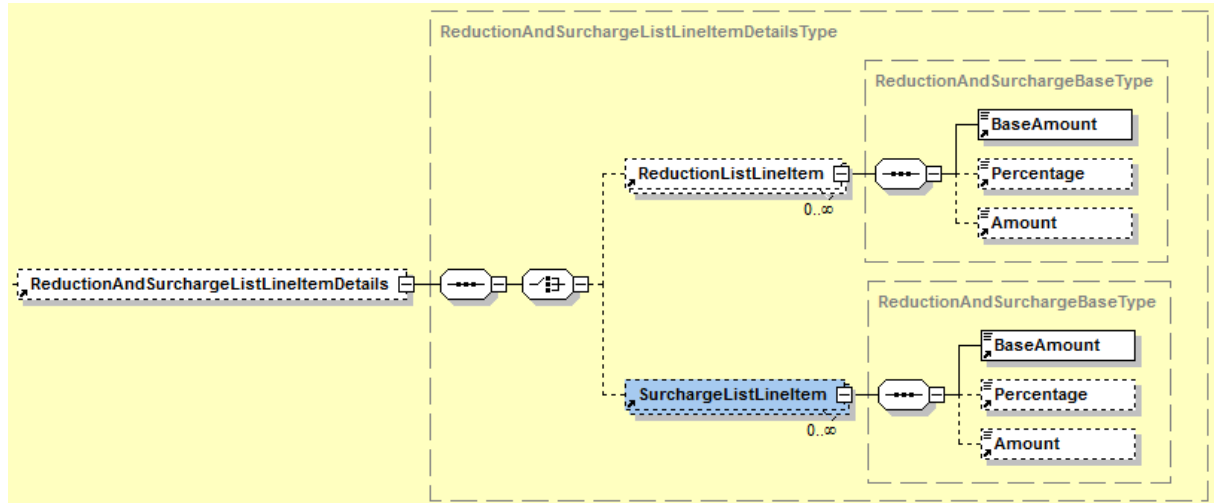 ReductionAndSurchargeListLineItemDetailsType
ReductionAndSurchargeBaseType
BaseAmount
ReductionListLineItem
Percentage
0..∞
Amount
ReductionAndSurchargeListLineItemDetails
ReductionAndSurchargeBaseType
BaseAmount
SurchargeListLineItem
Percentage
0..∞
Amount